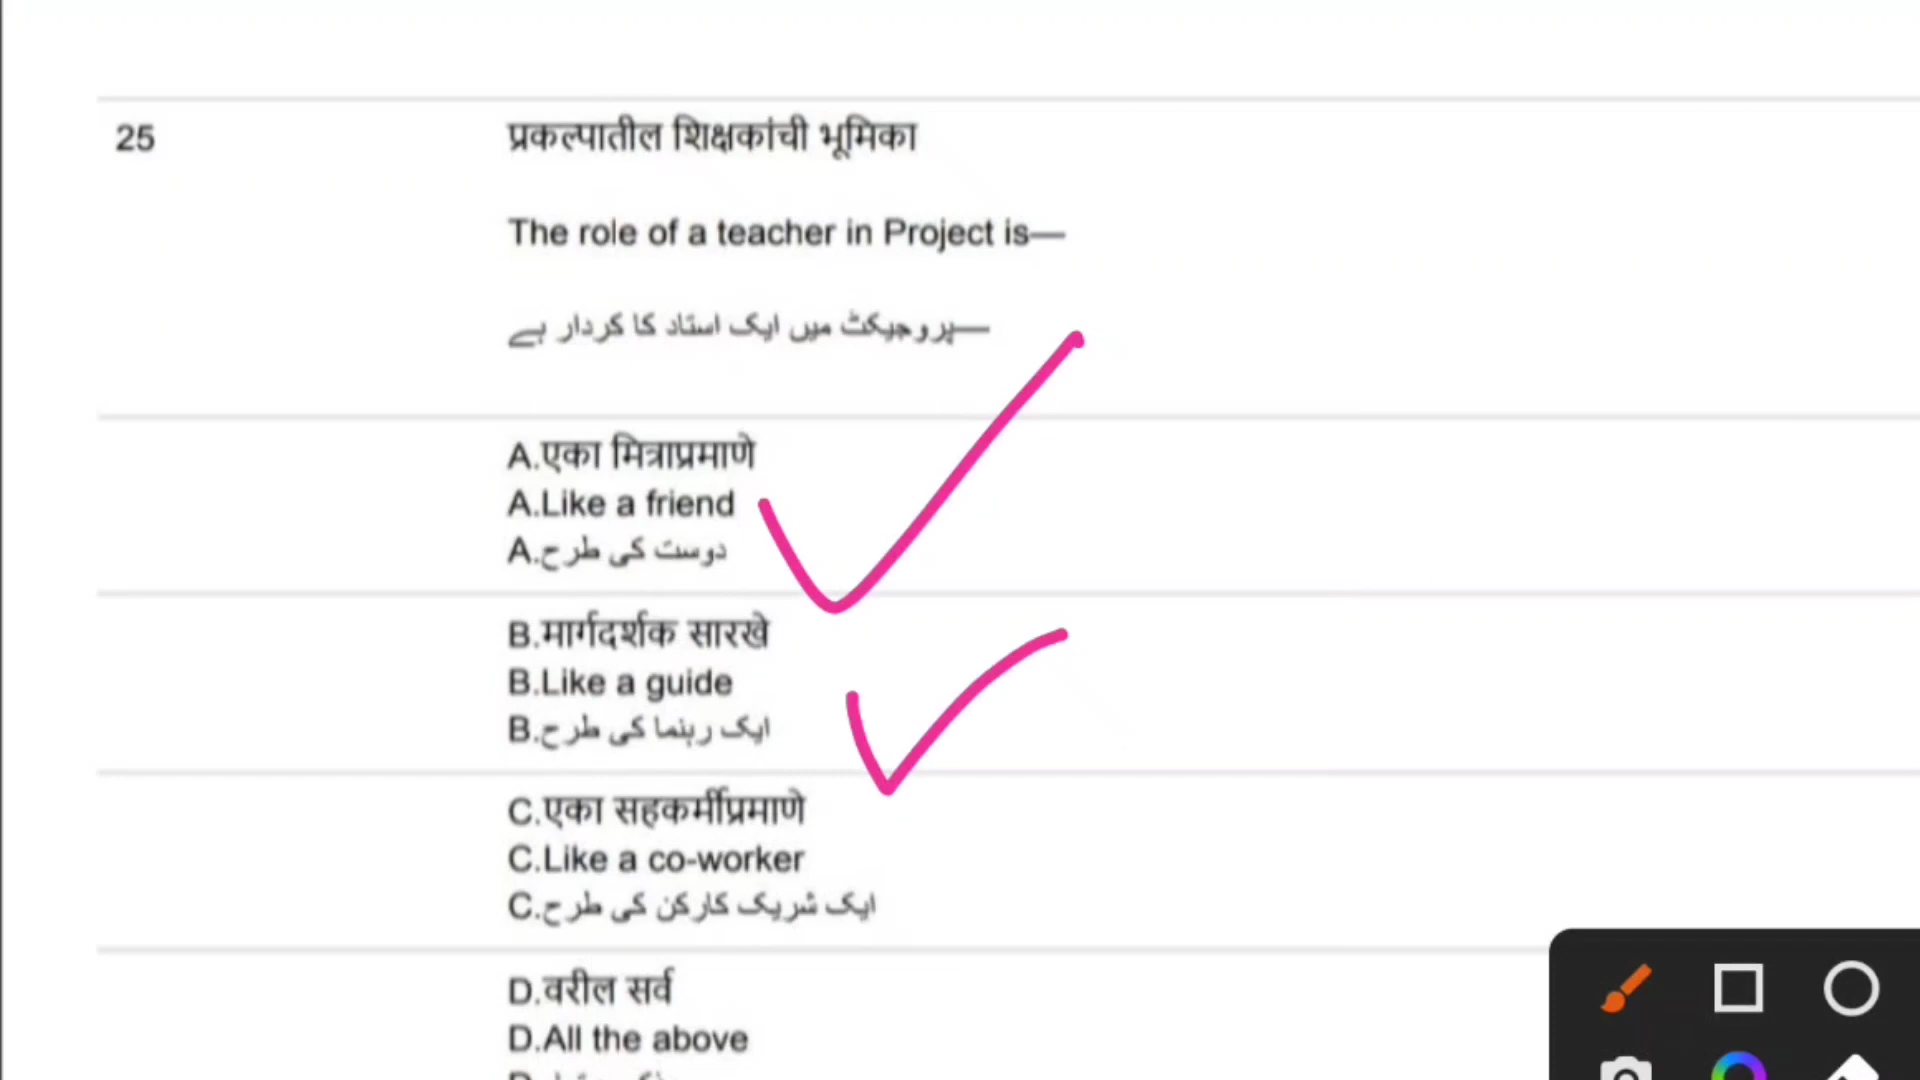 25
प्रकल्पातील शिक्षकांची भूमिका
The role of a teacher in Project is—
پروجیکٹ میں ایک استاد کا کردار ہے—
A.एका मित्राप्रमाणे
A.Like a friend
A.دوست کی طرح
B.मार्गदर्शक सारखे
B.Like a guide
B.ایک رہنما کی طرح
C.एका सहकर्मीप्रमाणे
C.Like a co-worker
C.ایک شریک کارکن کی طرح
D.वरील सर्व
D.All the above